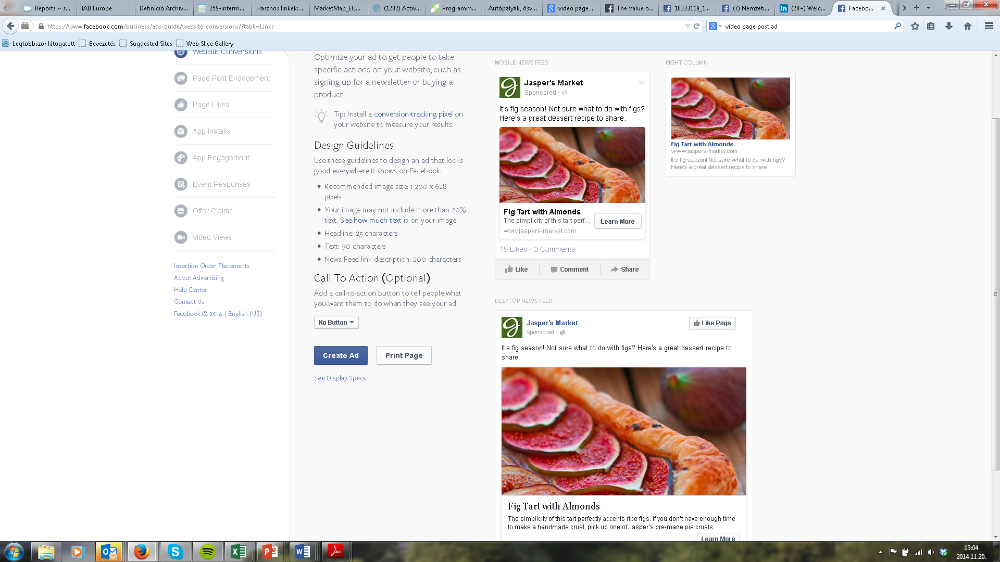 Reports ~ s...
IAB Europe
Definíció Archiv...
259-interm...
Hasznos linkek: ...
MarketMap_EU...
(1282) Activ...
Programm...
Autópályák, ösv...
video page ...
The Value o...
10333119_1...
(7) Nemzeti...
(20+) Welc...
Facebo...
https://www.facebook.com/business/ads-guide/website-conversions/?tab0=Links
video page post ad
Legtöbbször látogatott
Bevezetés
Suggested Sites
Web Slice Gallery
Website Conversions
Page Post Engagement
Page Likes
App Installs
App Engagement
Event Responses
Offer Claims
Video Views
Insertion Order Placements
About Advertising
Help Center
Contact Us
Facebook © 2014 | English (US)
Optimize your ad to get people to take
specific actions on your website, such as
signing up for a newsletter or buying a
product.
Tip: Install a conversion-tracking pixel on
your website to measure your results.
Design Guidelines
Use these guidelines to design an ad that looks
good everywhere it shows on Facebook.
• Recommended image size: 1,200 x 628
pixels
• Your image may not include more than 20%
text. See how much text is on your image.
• Headline: 25 characters
• Text: 90 characters
• News Feed link description: 200 characters
Call To Action (Optional)
Add a call-to-action button to tell people what
you want them to do when they see your ad.
No Button
Create Ad
Print Page
See Display Specs
MOBILE NEWS FEED
Jasper's Market
Sponsored ·
It's fig season! Not sure what to do with figs?
Here's a great dessert recipe to share.
Fig Tart with Almonds
The simplicity of this tart perf...
www.jaspers-market.com
Learn More
19 Likes · 3 Comments
Like
Comment
Share
RIGHT COLUMN
Fig Tart with Almonds
www.jaspers-market.com
It's fig season! Not sure what to do with figs?
Here's a great dessert recipe to share.
DESKTOP NEWS FEED
Jasper's Market
Sponsored ·
Like Page
It's fig season! Not sure what to do with figs? Here's a great dessert recipe to
share.
Fig Tart with Almonds
The simplicity of this tart perfectly accents ripe figs. If you don't have enough time
to make a handmade crust, pick up one of Jasper's pre-made pie crusts.
Learn More
13:04
2014.11.20.